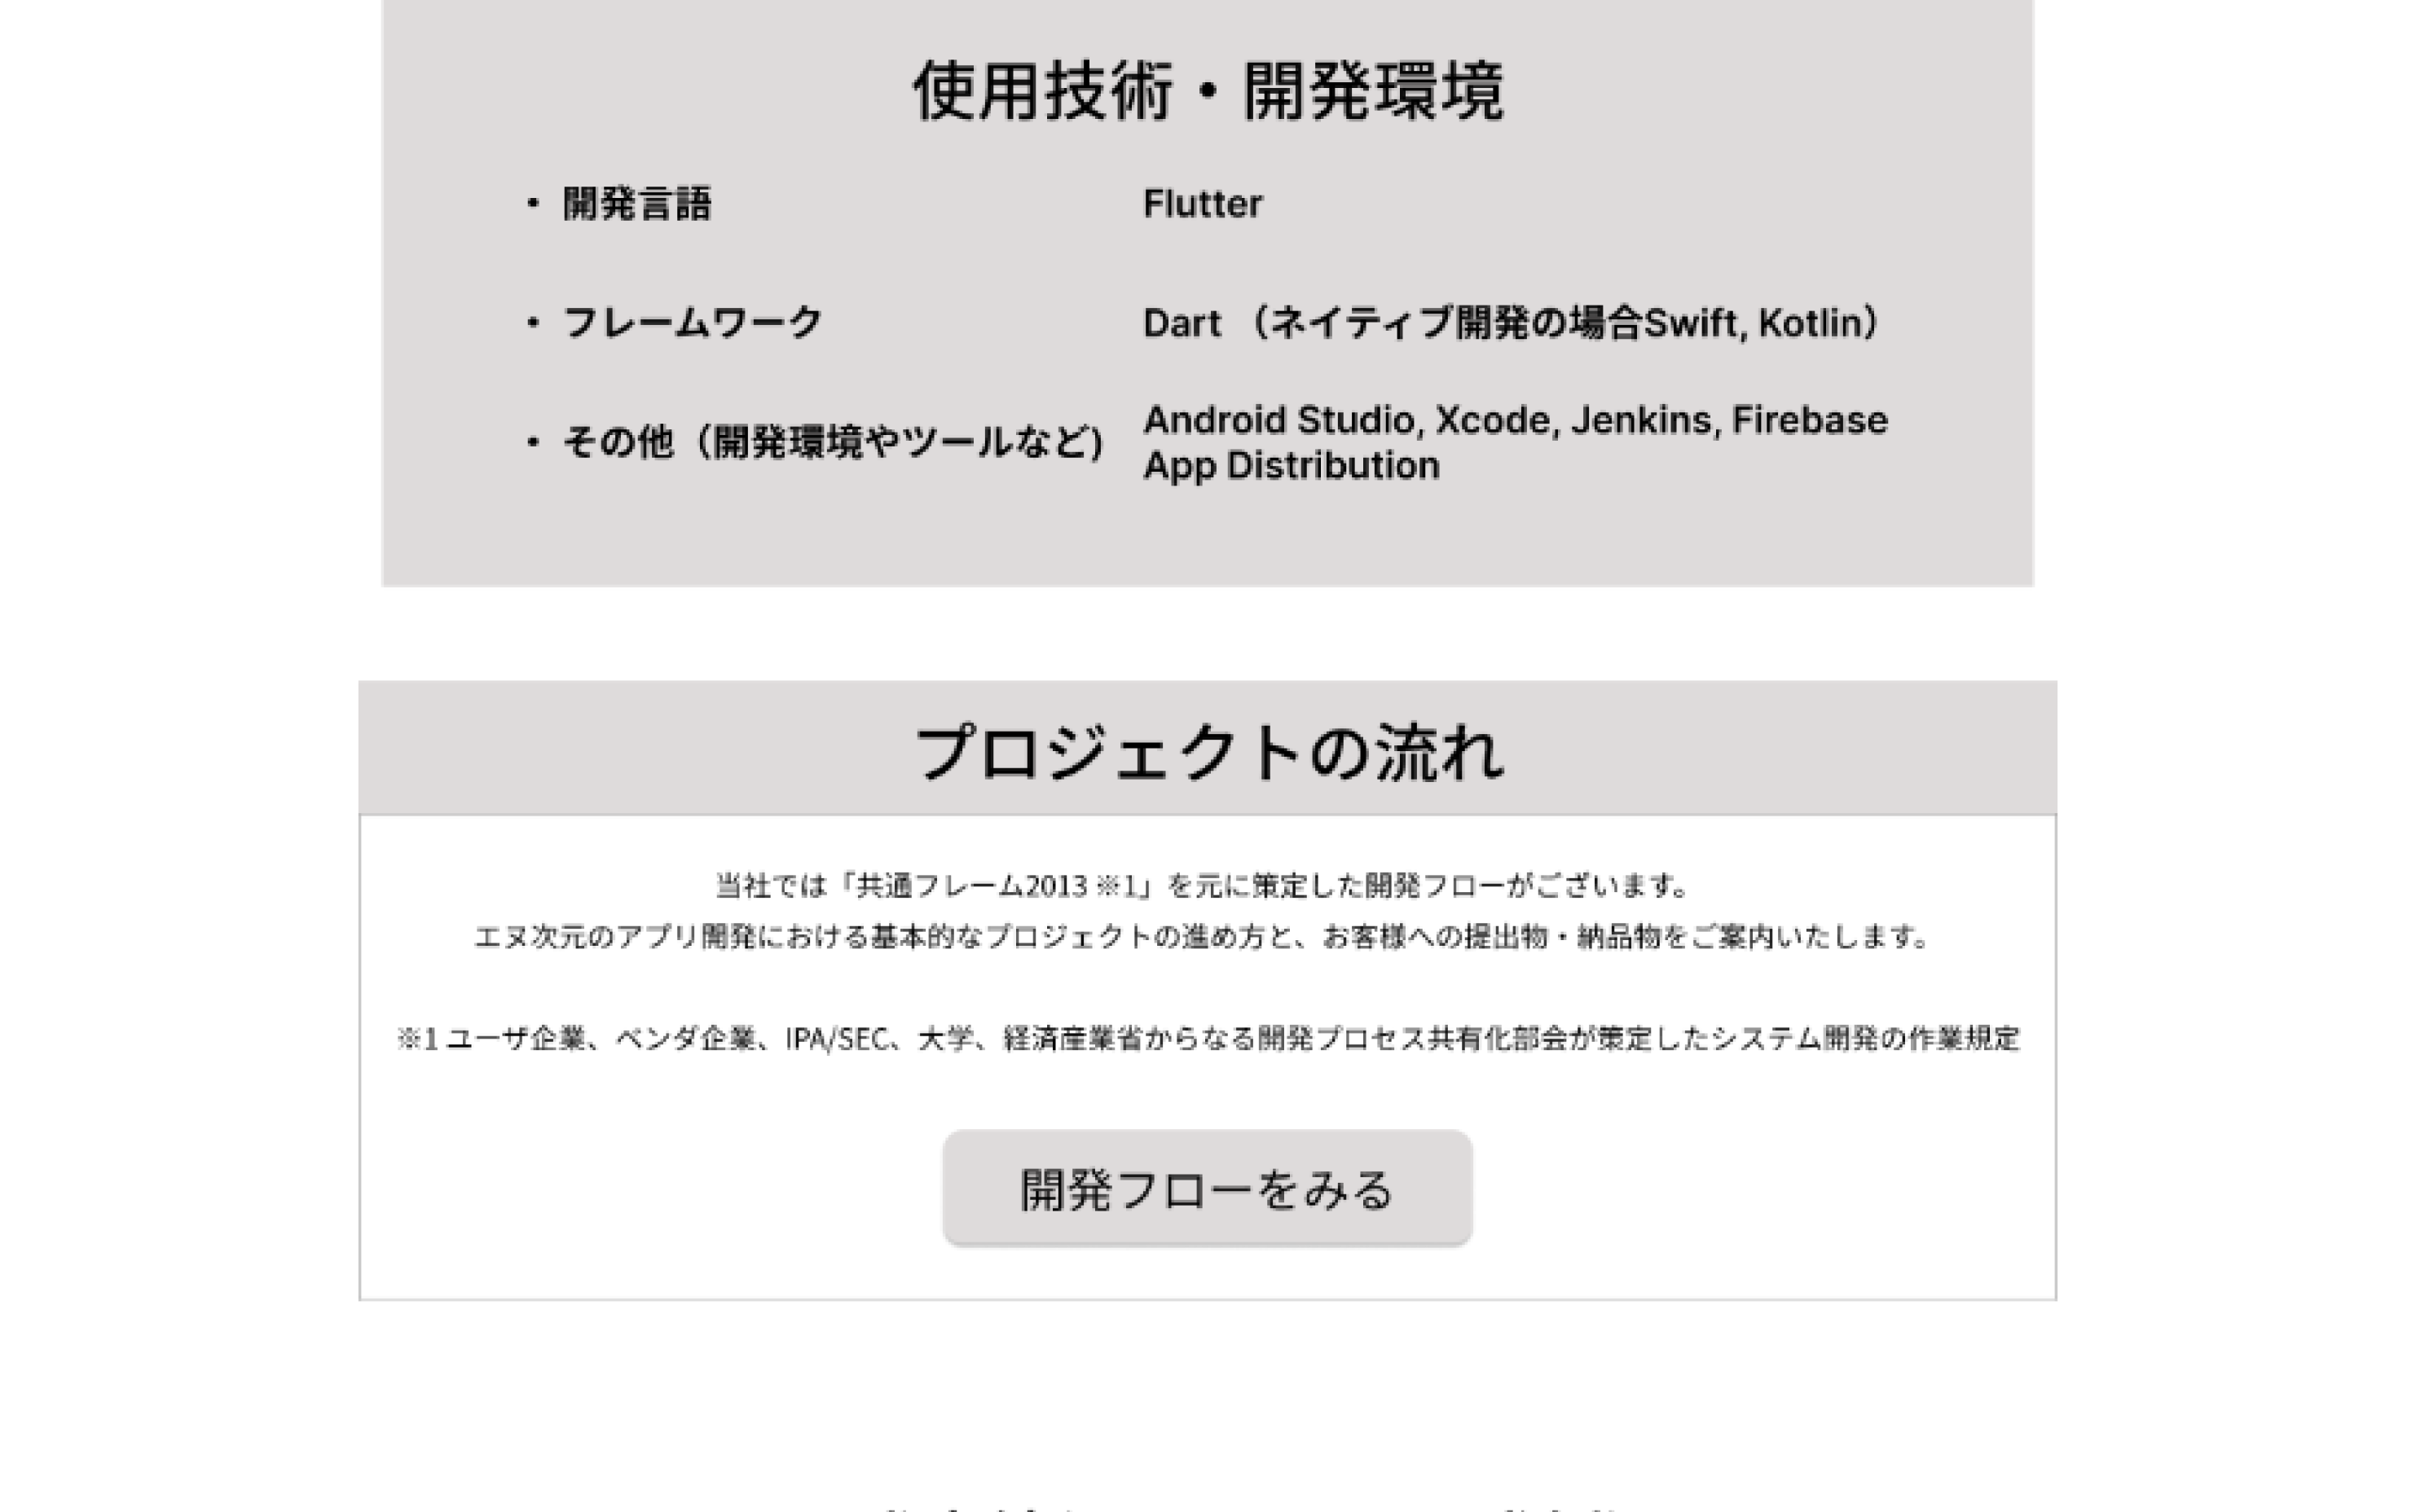 使用技術・開発環境
・ 開発言語 Flutter
・ フレームワーク Dart （ネイティブ開発の場合Swift, Kotlin）
・ その他（開発環境やツールなど) Android Studio, Xcode, Jenkins, Firebase
App Distribution
プロジェクトの流れ
当社では「共通フレーム2013 ※1」を元に策定した開発フローがございます。
エヌ次元のアプリ開発における基本的なプロジェクトの進め方と、お客様への提出物・納品物をご案内いたします。
※1 ユーザ企業、ベンダ企業、IPA/SEC、大学、経済産業省からなる開発プロセス共有化部会が策定したシステム開発の作業規定
開発フローをみる